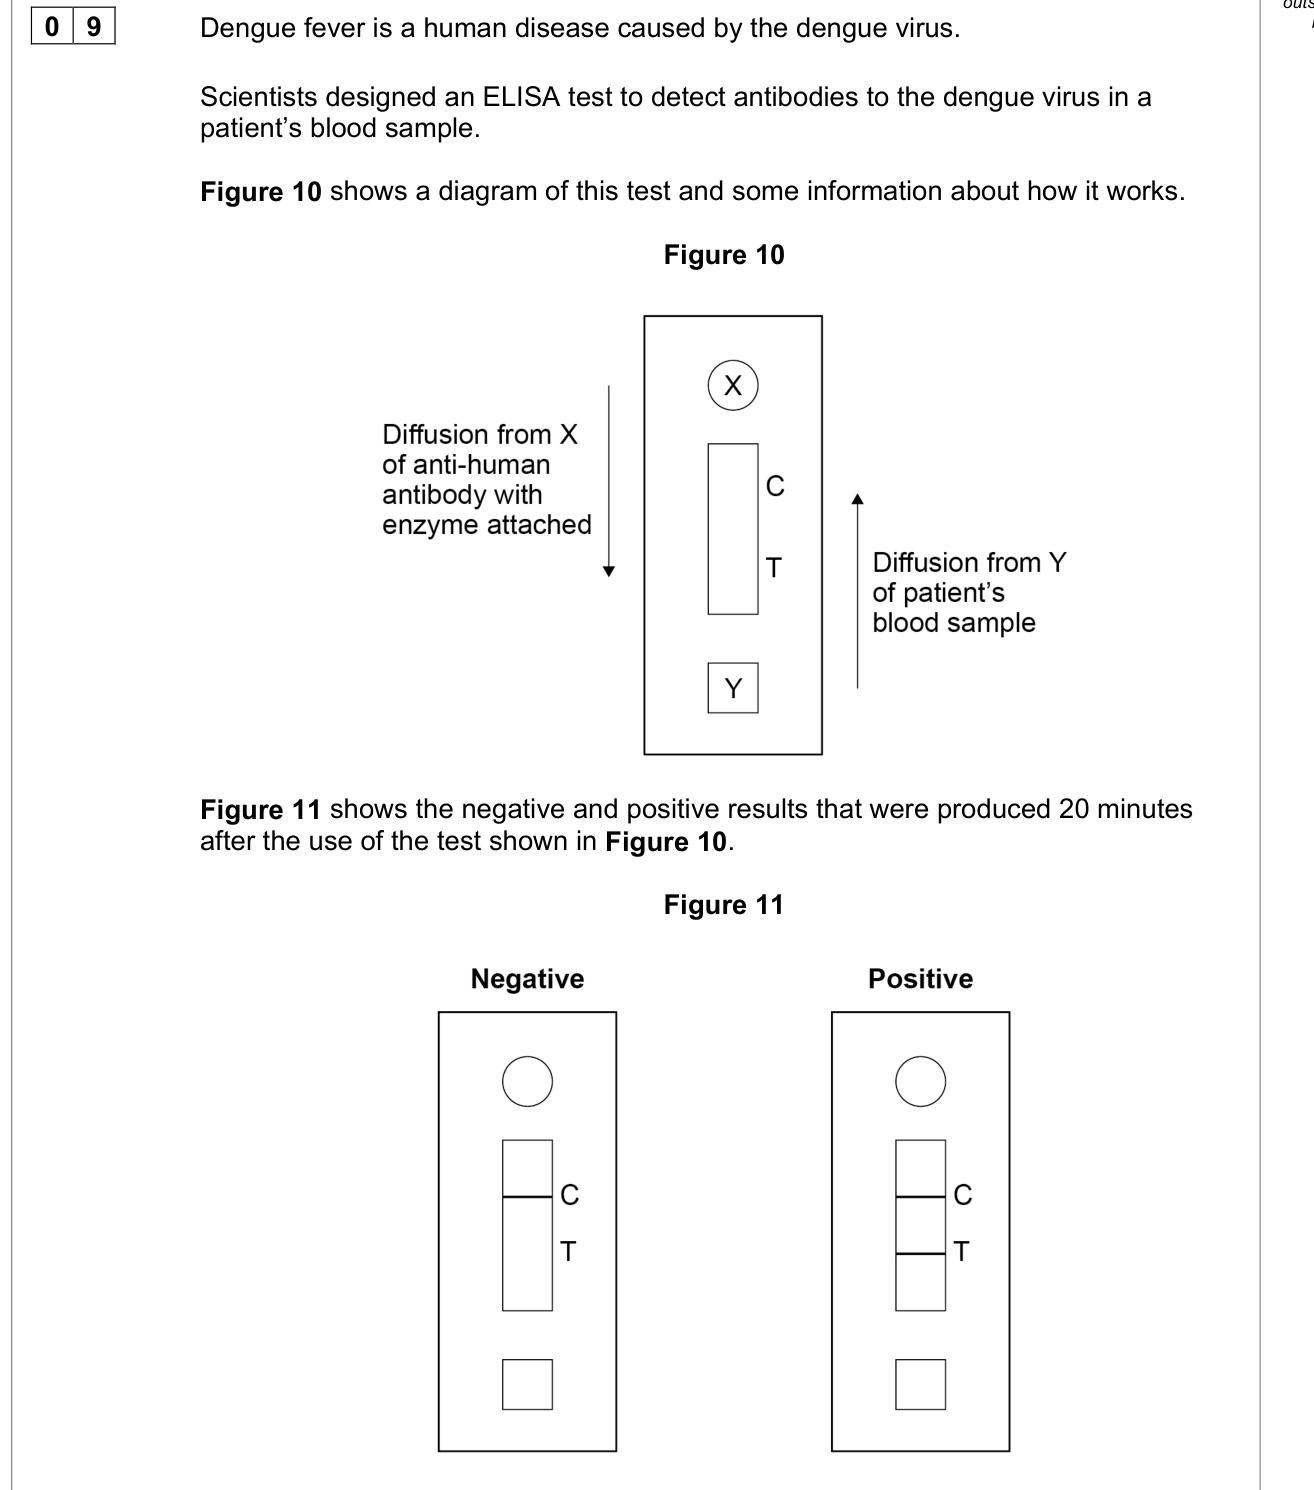 outs
0 9
Dengue fever is a human disease caused by the dengue virus.
Scientists designed an ELISA test to detect antibodies to the dengue virus in a
patient's blood sample.
Figure 10 shows a diagram of this test and some information about how it works.
Figure 10
X
Diffusion from X
of anti-human
antibody with
enzyme attached
C
T
Diffusion from Y
of patient's
blood sample
Y
Figure 11 shows the negative and positive results that were produced 20 minutes
after the use of the test shown in Figure 10.
Figure 11
Negative
Positive
C
T
C
T